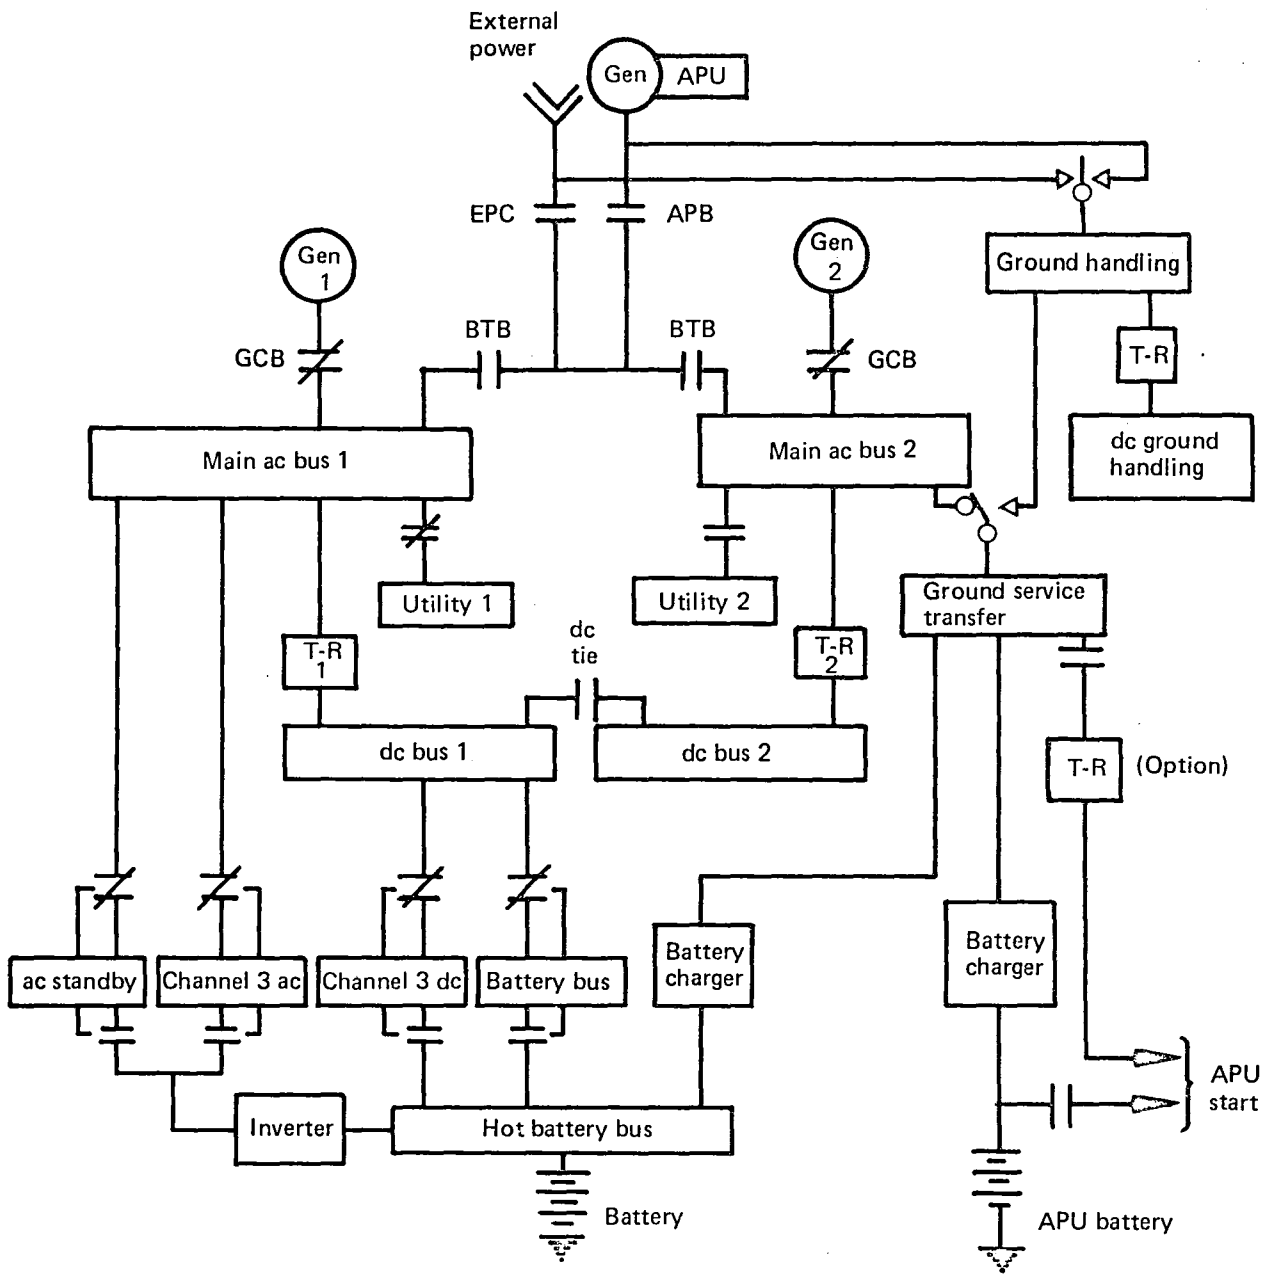 External
power
Gen
APU
EPC
APB
Gen
1
Gen
2
Ground handling
BTB
BTB
GCB
GCB
T-R
Main ac bus 1
Main ac bus 2
dc ground
handling
Utility 1
Utility 2
Ground service
transfer
dc
tie
T-R
1
T-R
2
dc bus 1
dc bus 2
T-R
(Option)
Battery
charger
Battery
charger
ac standby
Channel 3 ac
Channel 3 dc
Battery bus
APU
start
Inverter
Hot battery bus
Battery
APU battery